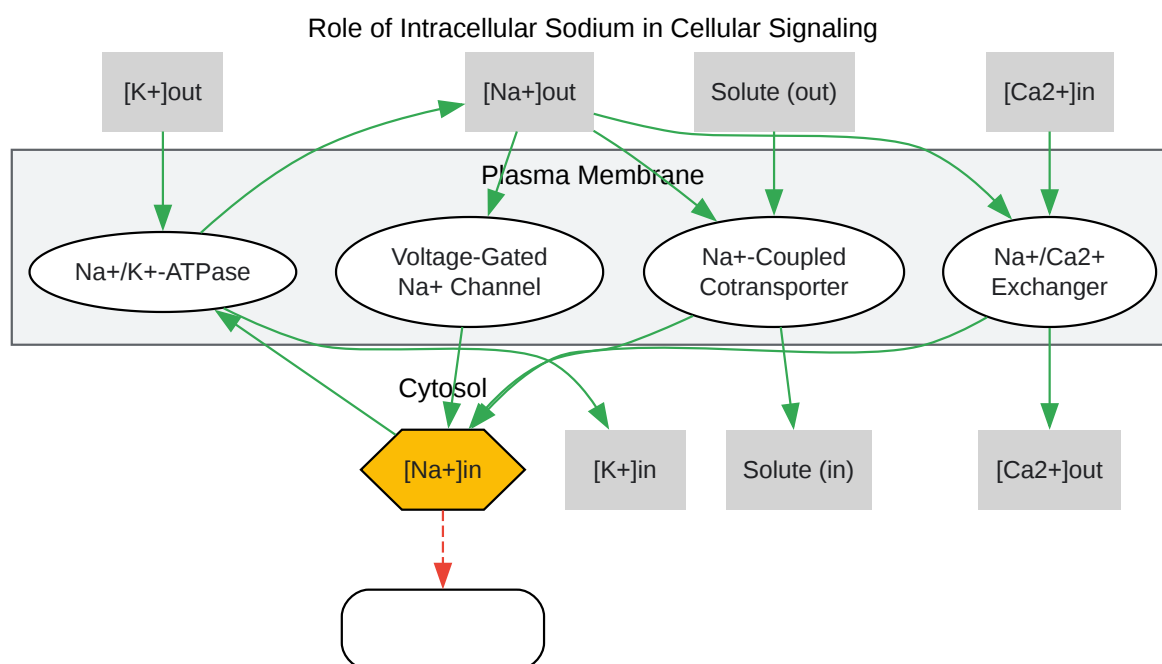 Role of Intracellular Sodium in Cellular Signaling
[K+]out
[Na+]out
Solute (out)
[Ca2+]in
Plasma Membrane
Na+/K+-ATPase
Voltage-Gated
Na+ Channel
Na+-Coupled
Cotransporter
Na+/Ca2+
Exchanger
Cytosol
[Na+]in
[K+]in
Solute (in)
[Ca2+]out